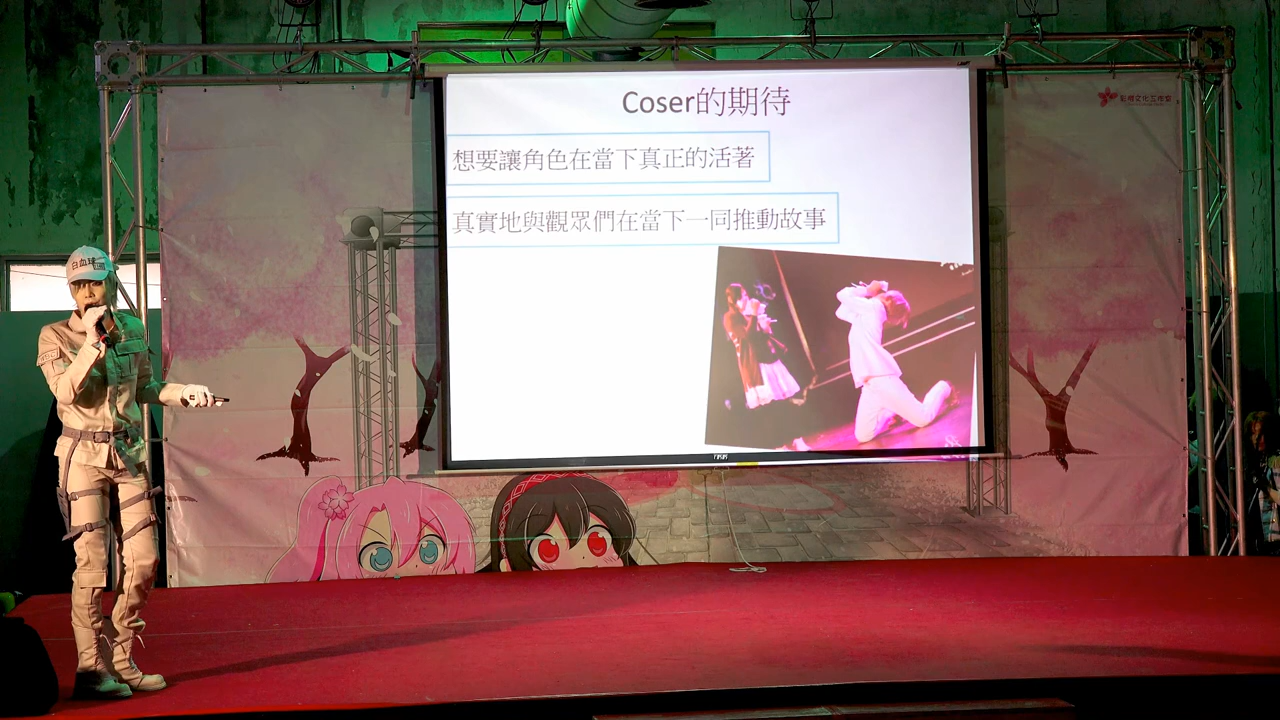 Coser的期待
想要讓角色在當下真正的活著
真實地與觀眾們在當下一同推動故事
白血球
WBC